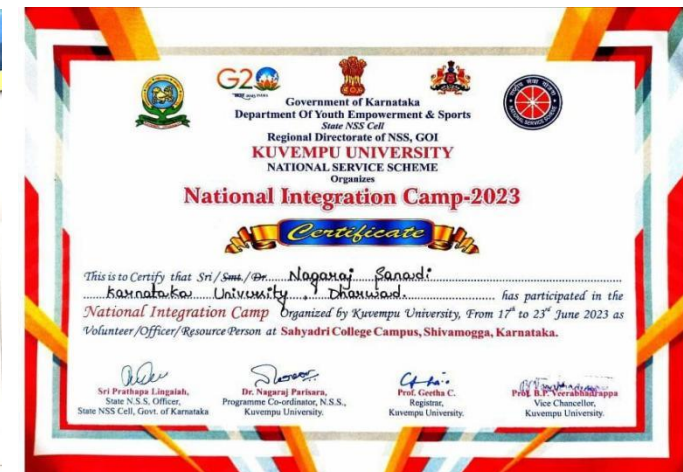 G20
Government of Karnataka
Department Of Youth Empowerment & Sports
State NSS Cell
Regional Directorate of NSS, GOI
KUVEMPU UNIVERSITY
NATIONAL SERVICE SCHEME
Organizes
National Integration Camp-2023
Certificate
This is to Certify that Sri / Smt. / Dr. Nagaraj Sanadi
Karnataka University, Dharwad. has participated in the
National Integration Camp Organized by Kuvempu University, From 17th to 23rd June 2023 as
Volunteer/Officer/Resource Person at Sahyadri College Campus, Shivamogga, Karnataka.
Sri Prathapa Lingaiah,
State N.S.S. Officer,
State NSS Cell, Govt. of Karnataka
Dr. Nagaraj Parisara,
Programme Co-ordinator, N.S.S.,
Kuvempu University.
Prof. Geetha C.
Registrar,
Kuvempu University.
Prof. B.P. Veerabhadrappa
Vice Chancellor,
Kuvempu University.